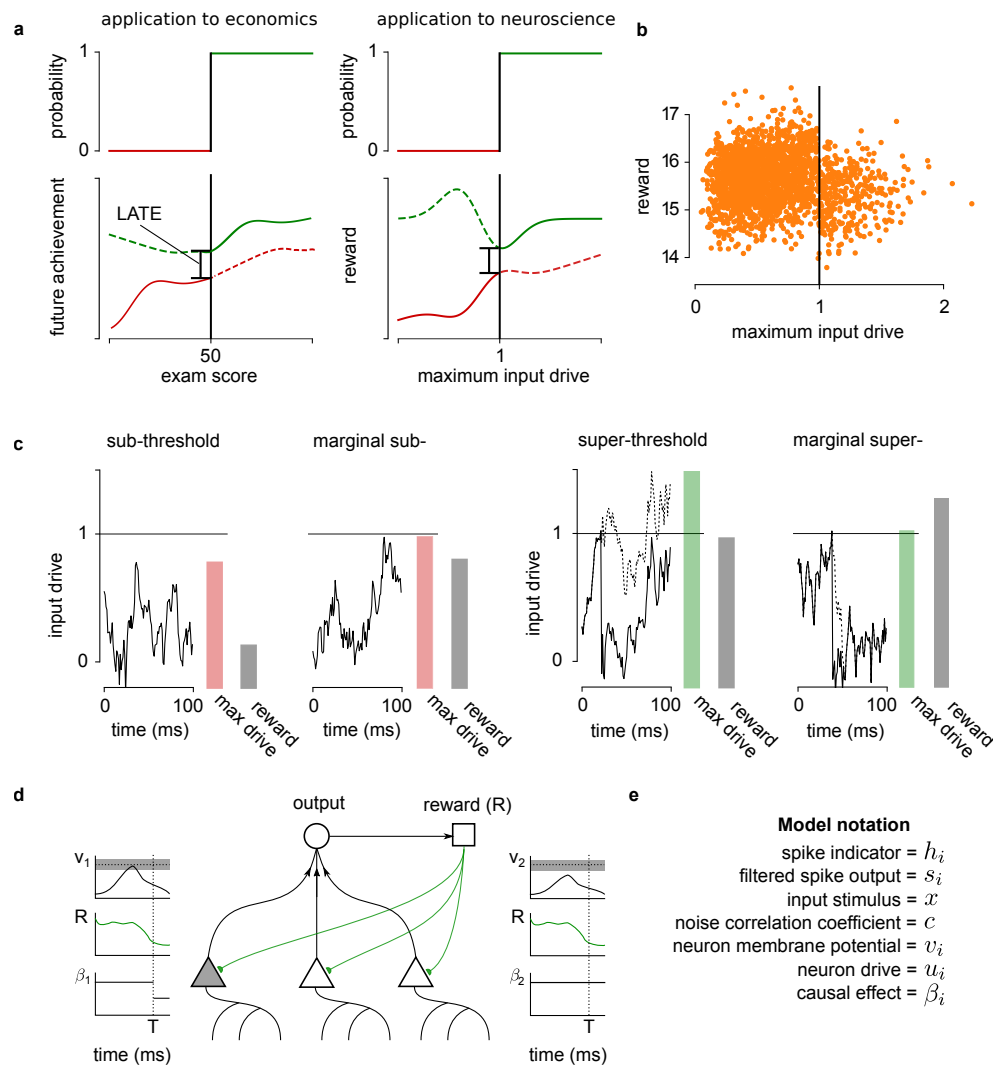 a
application to economics
application to neuroscience
b
probability
1
0
probability
1
0
future achievement
LATE
50
exam score
reward
1
maximum input drive
reward
17
16
15
14
0
1
2
maximum input drive
c
sub-threshold
marginal sub-
super-threshold
marginal super-
input drive
1
0
0
100
time (ms)
max drive
reward
0
100
time (ms)
max drive
reward
input drive
1
0
0
100
time (ms)
max drive
reward
0
100
time (ms)
max drive
reward
d
output
reward (R)
v₁
R
β₁
T
time (ms)
v₂
R
β₂
T
time (ms)
e
Model notation
spike indicator = hᵢ
filtered spike output = sᵢ
input stimulus = x
noise correlation coefficient = c
neuron membrane potential = vᵢ
neuron drive = uᵢ
causal effect = βᵢ